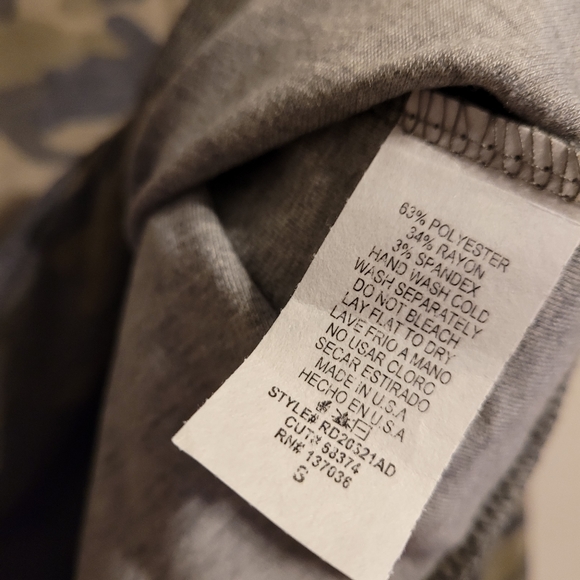 63% POLYESTER
34% RAYON
3% SPANDEX
HAND WASH COLD
WASH SEPARATELY
DO NOT BLEACH
LAY FLAT TO DRY
LAVE FRIO A MANO
NO USAR CLORO
SECAR ESTIRADO
MADE IN U.S.A
HECHO EN U.S.A
STYLE# RD20321AD
CUT# 68374
RN# 137036
S